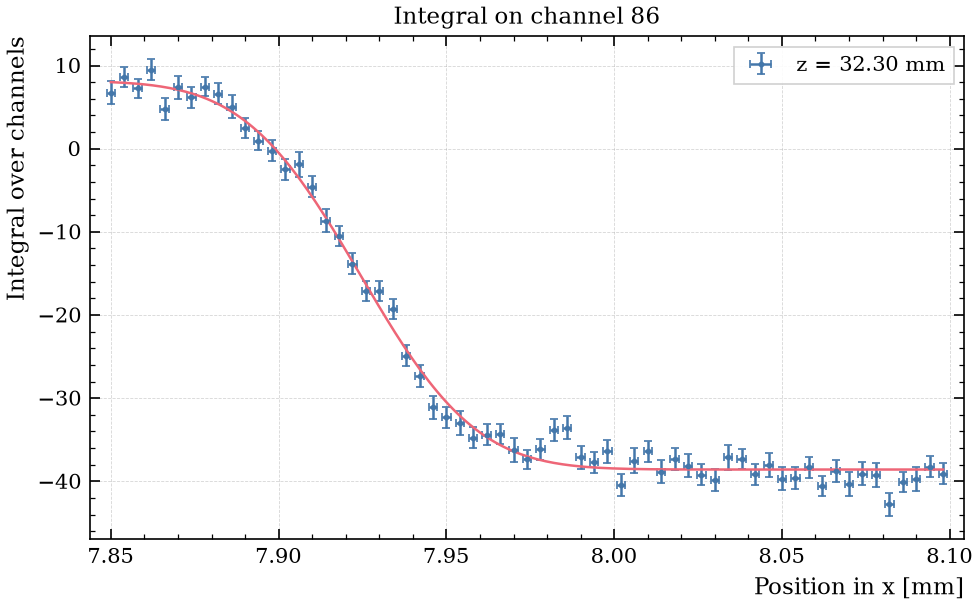 Integral on channel 86
Integral over channels
z = 32.30 mm
10
0
−10
−20
−30
−40
7.85 7.90 7.95 8.00 8.05 8.10
Position in x [mm]